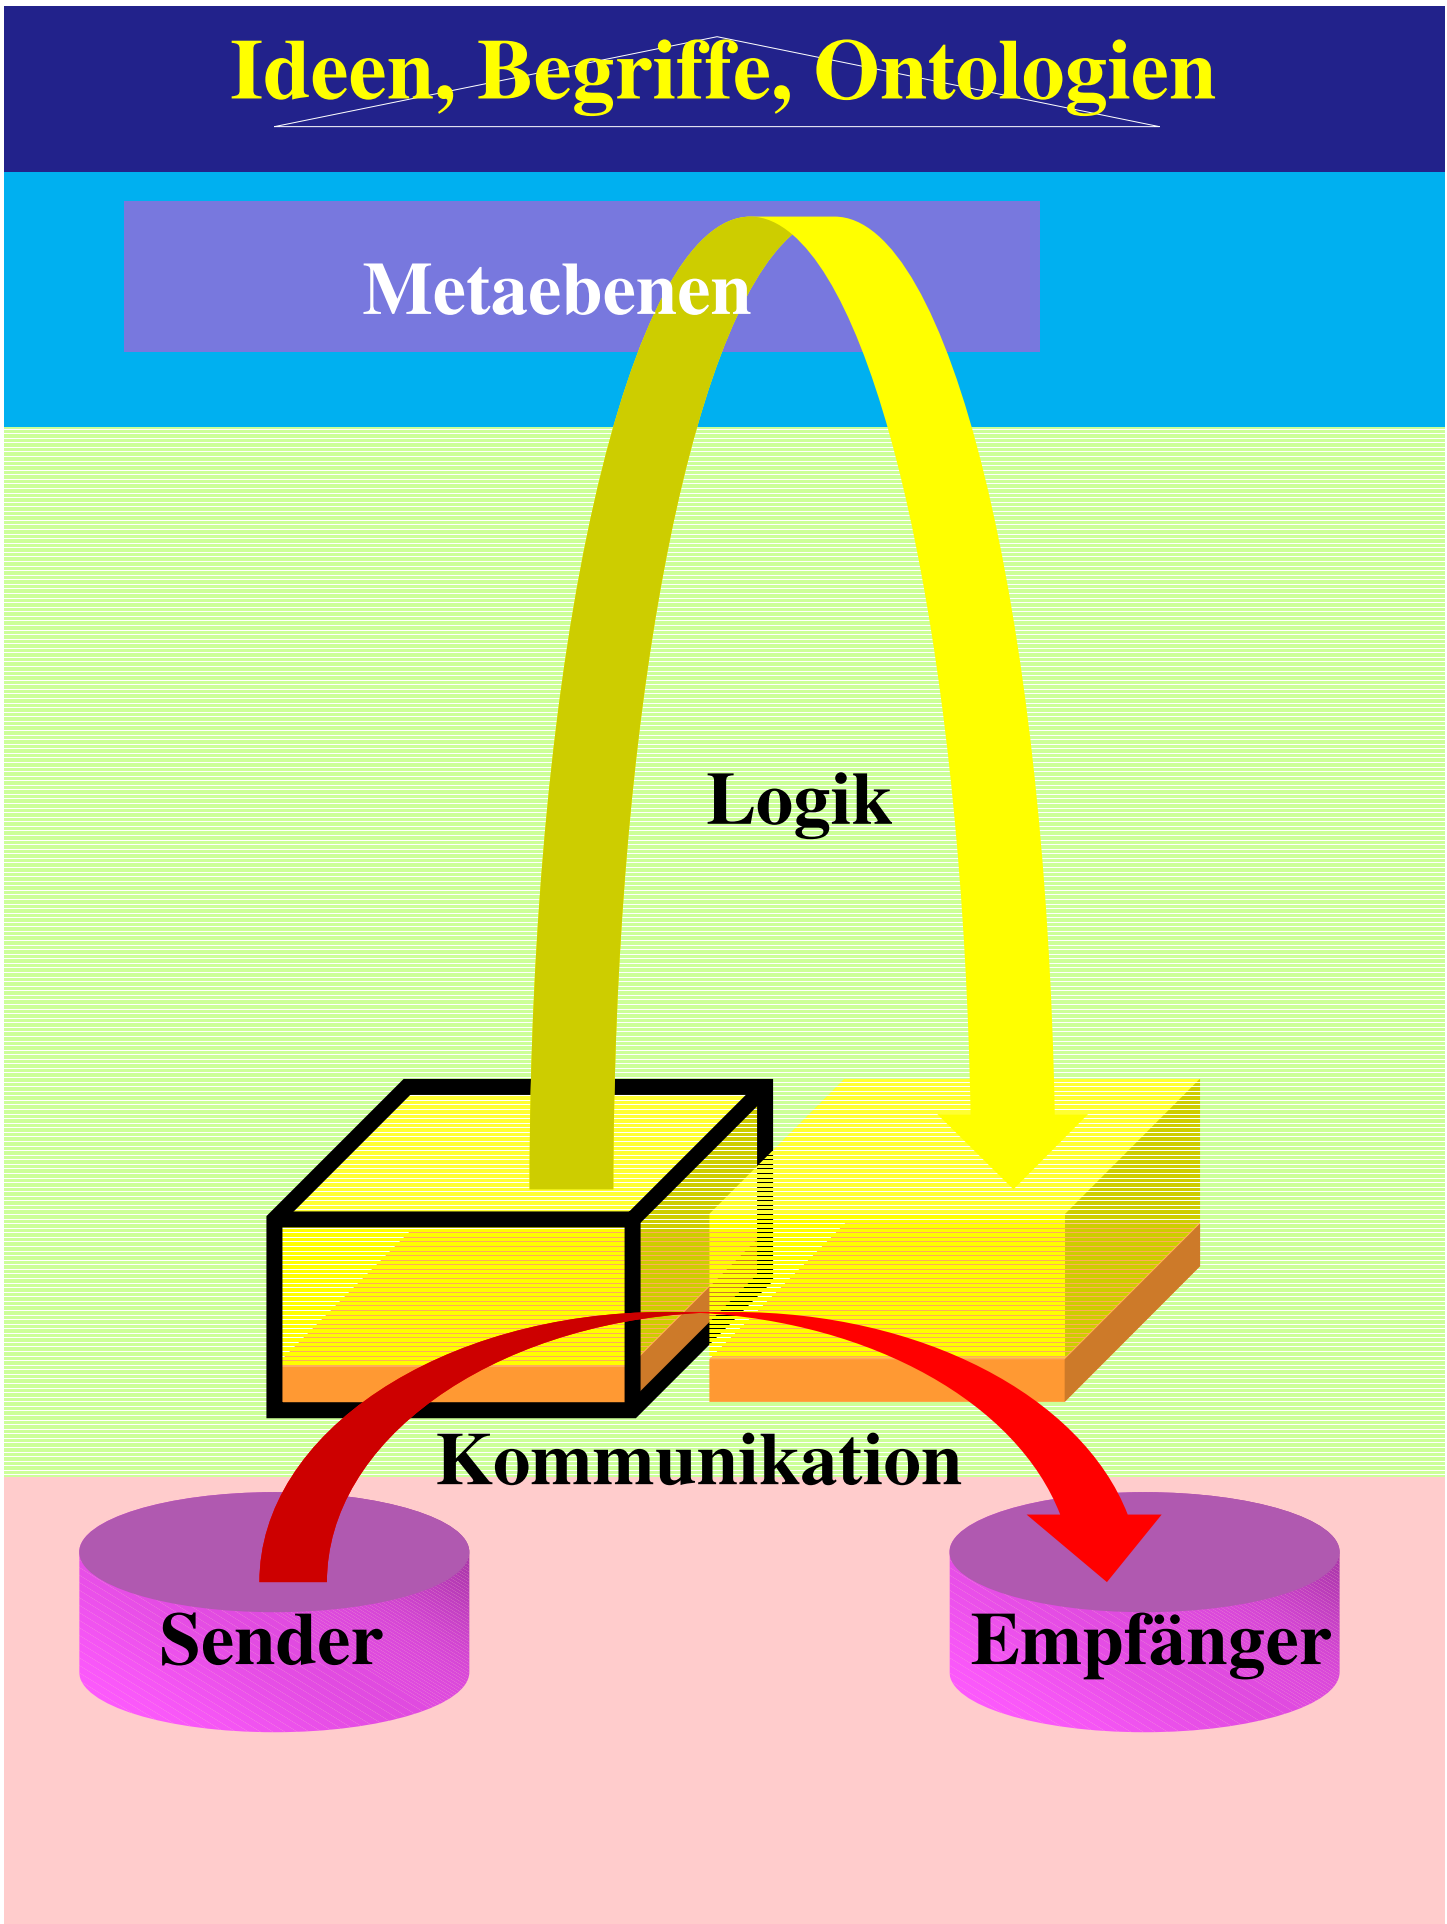 Ideen, Begriffe, Ontologien
Metaebenen
Logik
Kommunikation
Sender
Empfänger